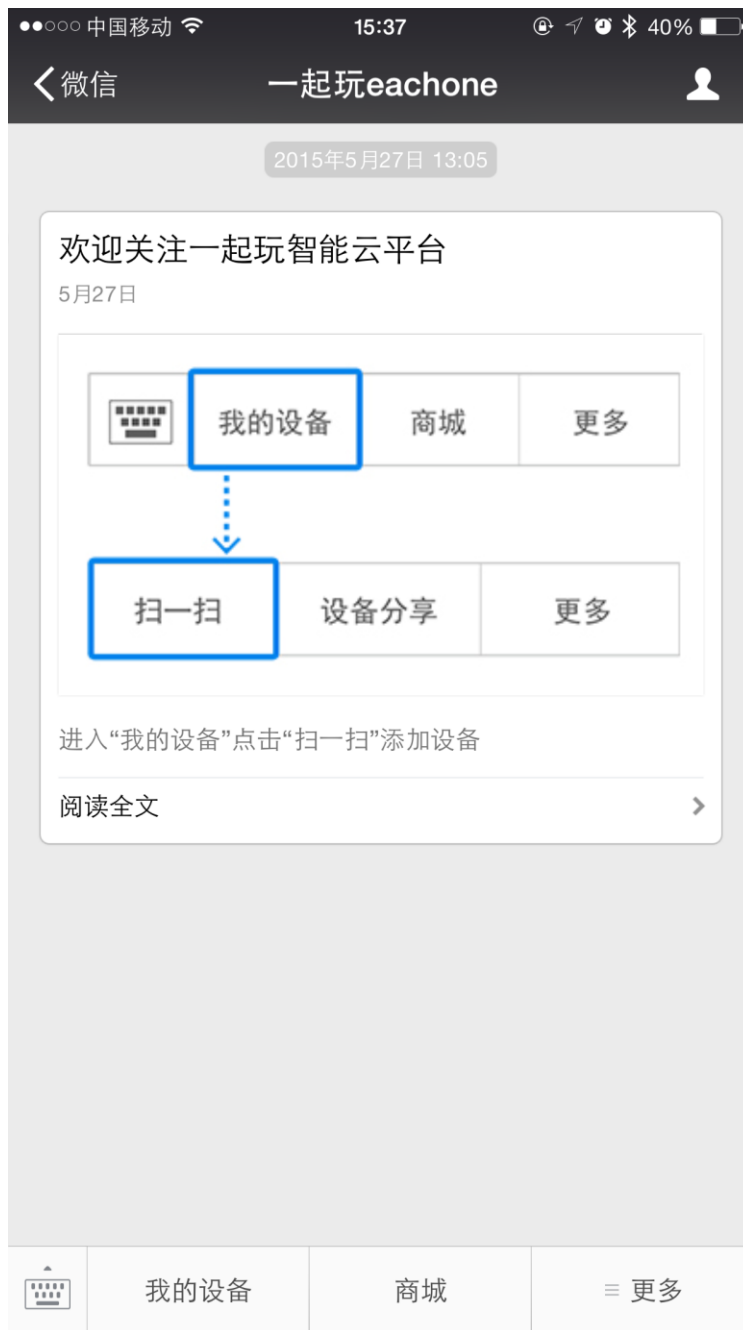 中国移动 15:37 40%
微信 一起玩eachone
2015年5月27日 13:05
欢迎关注一起玩智能云平台
5月27日
我的设备 商城 更多
扫一扫 设备分享 更多
进入“我的设备”点击“扫一扫”添加设备
阅读全文
我的设备 商城 更多